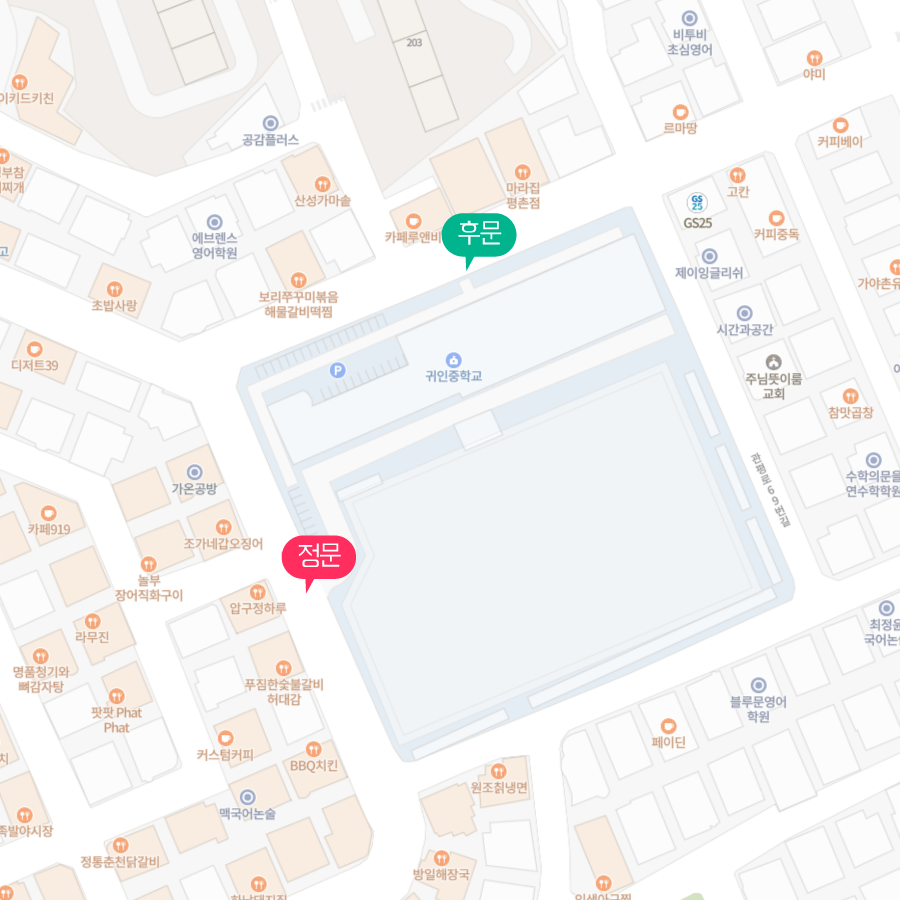 203
비투비
초심영어
야미
이키드키친
르마땅
커피베이
공감플러스
부참
찌개
산성가마솥
마라집
평촌점
고칸
GS
25
GS25
카페루앤비
후문
커피중독
에브렌스
영어학원
고
제이잉글리쉬
가야촌유
초밥사랑
보리쭈꾸미볶음
해물갈비떡찜
시간과공간
디저트39
P
귀인중학교
주님뜻이룸
교회
참맛곱창
가온공방
관평로69번길
수학의문을
연수학학원
카페919
조가네갑오징어
정문
놀부
장어직화구이
압구정하루
최정윤
국어논술
라무진
명품청기와
뼈감자탕
푸짐한숯불갈비
허대감
팟팟 Phat
Phat
블루문영어
학원
페이딘
커스텀커피
BBQ치킨
치
원조칡냉면
맥국어논술
족발야시장
정통춘천닭갈비
방일해장국